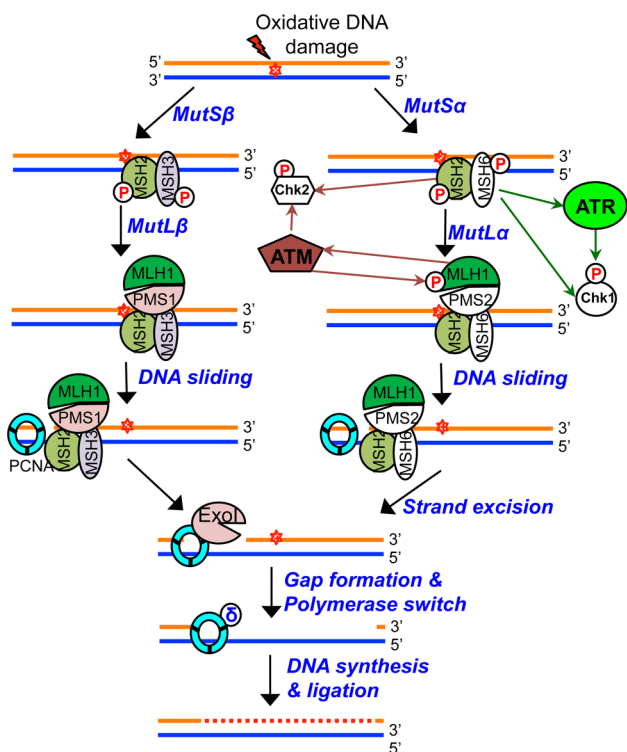 Oxidative DNA
damage
5’ 3’
3’ 5’
MutSβ MutSα
3’
5’
MSH2
MSH3
P
P
3’
5’
MSH2
MSH6
P
P
P
Chk2
ATR
MutLβ
MutLα
ATM
P
Chk1
MLH1
PMS1
MSH2
MSH3
3’
5’
P
MLH1
PMS2
MSH2
MSH6
3’
5’
DNA sliding
DNA sliding
MLH1
PMS1
MSH2
MSH3
PCNA
3’
5’
MLH1
PMS2
MSH2
MSH6
3’
5’
Strand excision
ExoI
3’
5’
Gap formation &
Polymerase switch
δ
3’
5’
DNA synthesis
& ligation
3’
5’